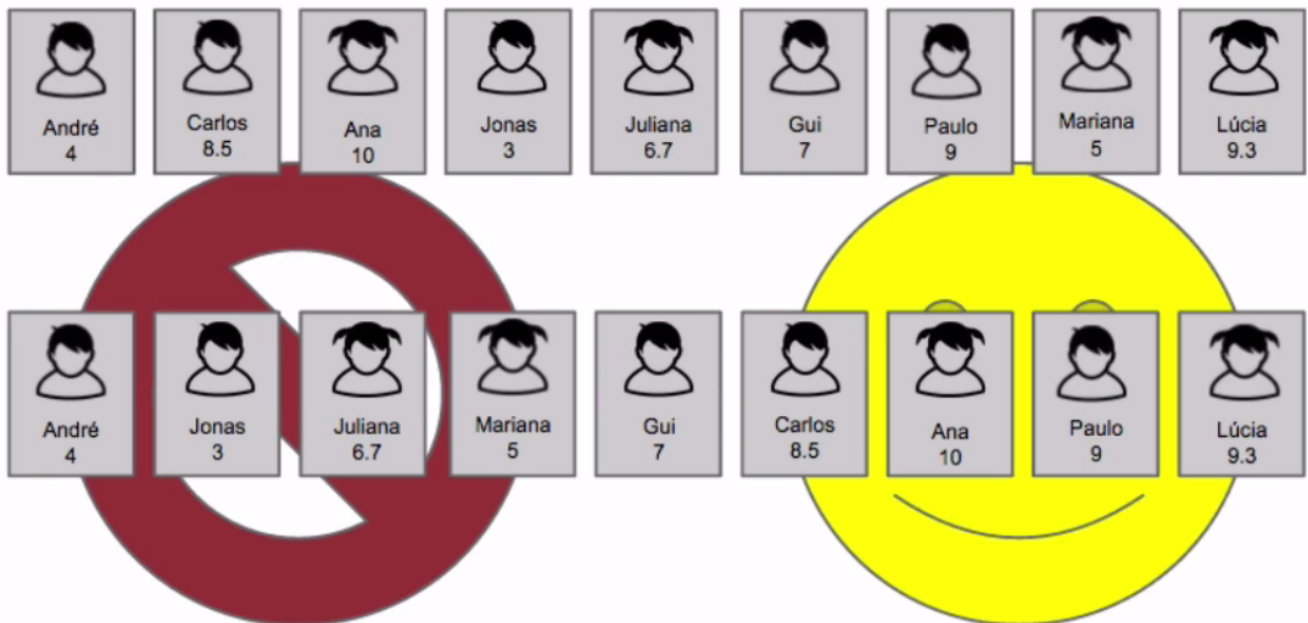 André
4
Carlos
8.5
Ana
10
Jonas
3
Juliana
6.7
Gui
7
Paulo
9
Mariana
5
Lúcia
9.3
André
4
Jonas
3
Juliana
6.7
Mariana
5
Gui
7
Carlos
8.5
Ana
10
Paulo
9
Lúcia
9.3